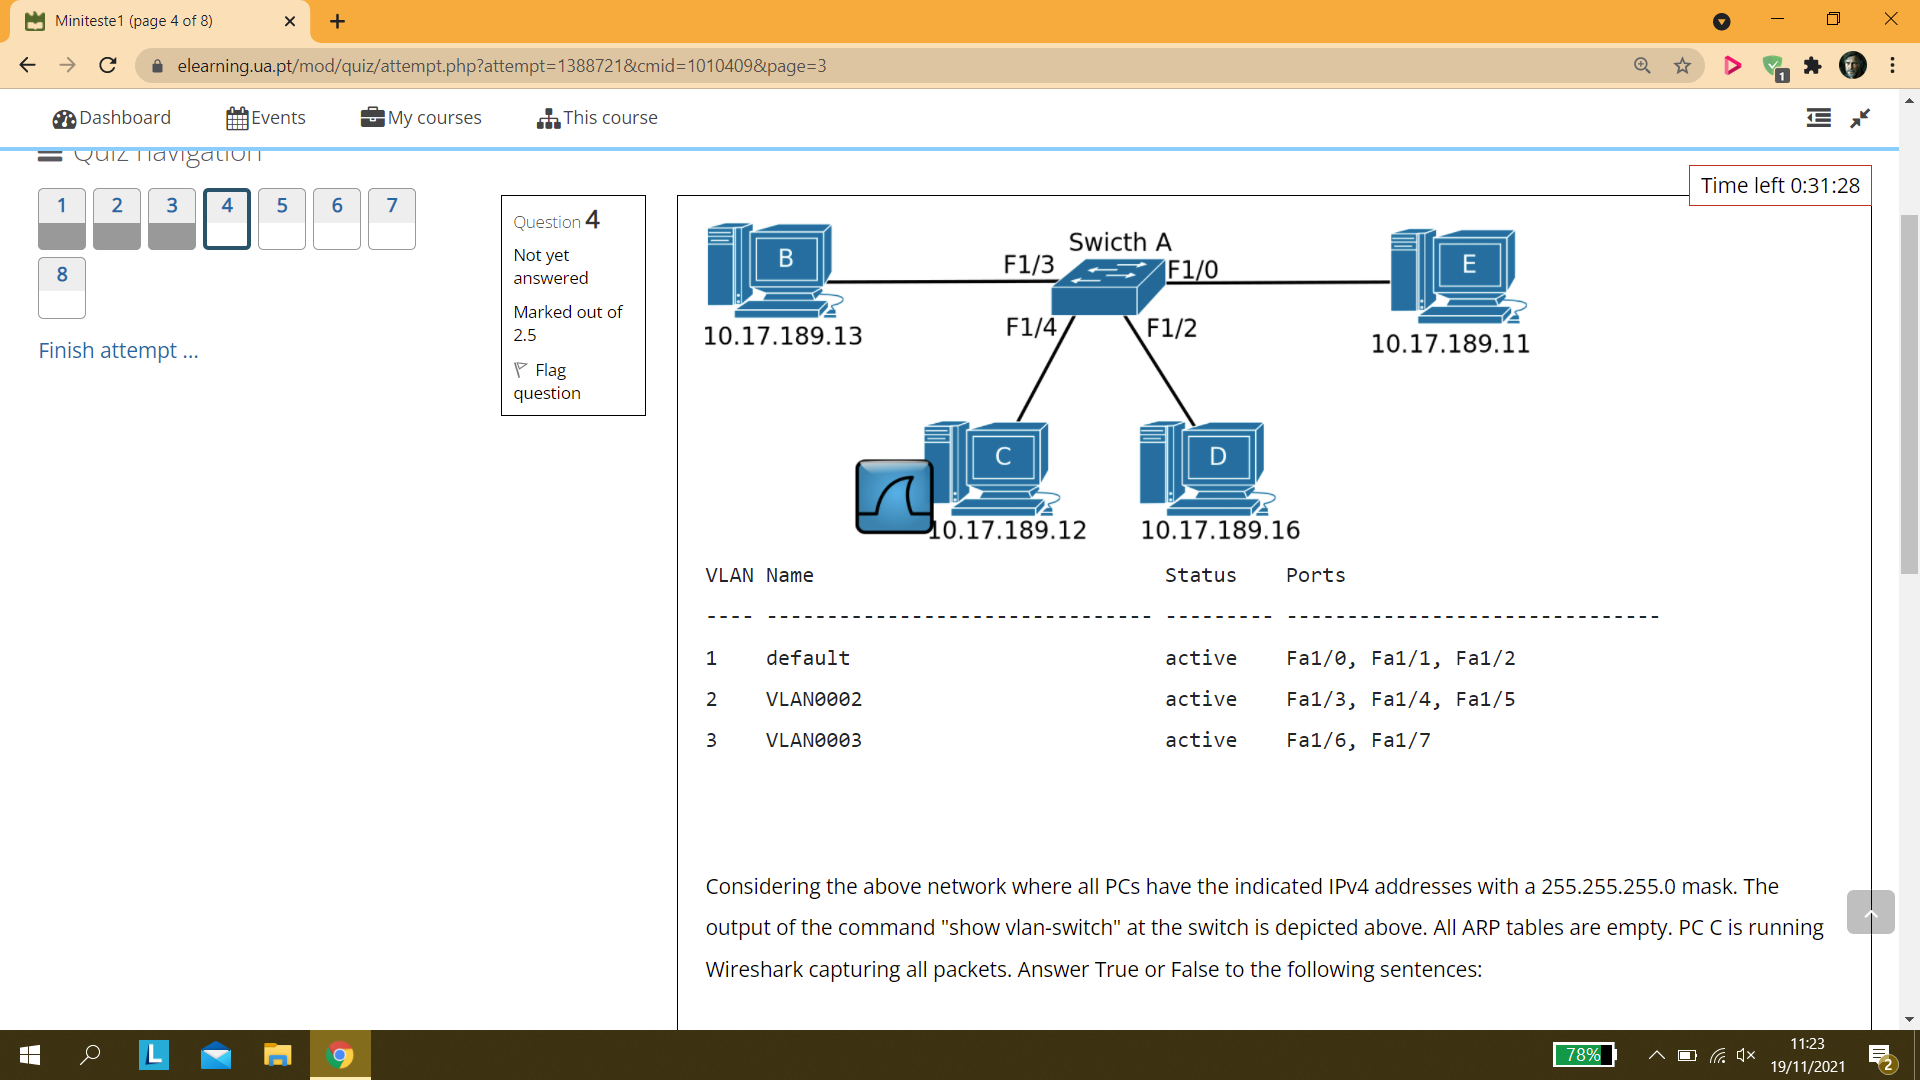 Miniteste1 (page 4 of 8)
elearning.ua.pt/mod/quiz/attempt.php?attempt=1388721&cmid=1010409&page=3
1
Dashboard
Events
My courses
This course
Quiz navigation
Time left 0:31:28
1 2 3 4 5 6 7
8
Finish attempt ...
Question 4
Not yet
answered
Marked out of
2.5
Flag
question
Swicth A
B
F1/3
F1/0
E
F1/4
F1/2
10.17.189.13
10.17.189.11
C
D
10.17.189.12
10.17.189.16
VLAN Name Status Ports
---- -------------------------------- --------- -------------------------------
1 default active Fa1/0, Fa1/1, Fa1/2
2 VLAN0002 active Fa1/3, Fa1/4, Fa1/5
3 VLAN0003 active Fa1/6, Fa1/7
Considering the above network where all PCs have the indicated IPv4 addresses with a 255.255.255.0 mask. The
output of the command "show vlan-switch" at the switch is depicted above. All ARP tables are empty. PC C is running
Wireshark capturing all packets. Answer True or False to the following sentences:
L
78%
11:23
19/11/2021
2